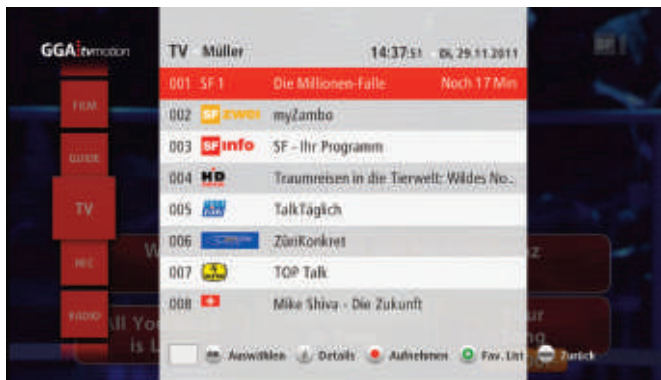 GGA tvmotion
TV Müller 14:37:51 Di, 29.11.2011
001 SF 1 Die Millionen-Falle Noch 17 Min
002 SF zwei myZambo
003 SF info SF - Ihr Programm
004 HD Traumreisen in die Tierwelt: Wildes No..
005 TalkTäglich
006 ZüriKonkret
007 TOP Talk
008 Mike Shiva - Die Zukunft
Auswählen Details Aufnehmen Fav. List Zurück
FILM
GUIDE
TV
REC
RADIO
All You
is L